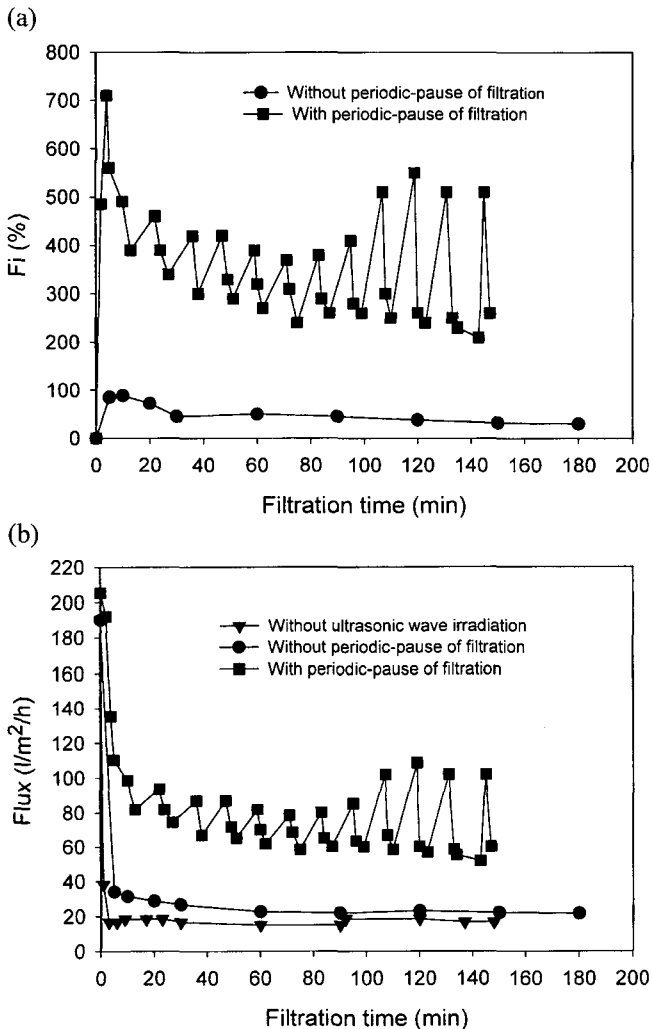 (a)
800
700
600
500
400
300
200
100
0
Fi (%)
Without periodic-pause of filtration
With periodic-pause of filtration
0 20 40 60 80 100 120 140 160 180 200
Filtration time (min)
(b)
220
200
180
160
140
120
100
80
60
40
20
0
Flux (l/m²/h)
Without ultrasonic wave irradiation
Without periodic-pause of filtration
With periodic-pause of filtration
0 20 40 60 80 100 120 140 160 180 200
Filtration time (min)